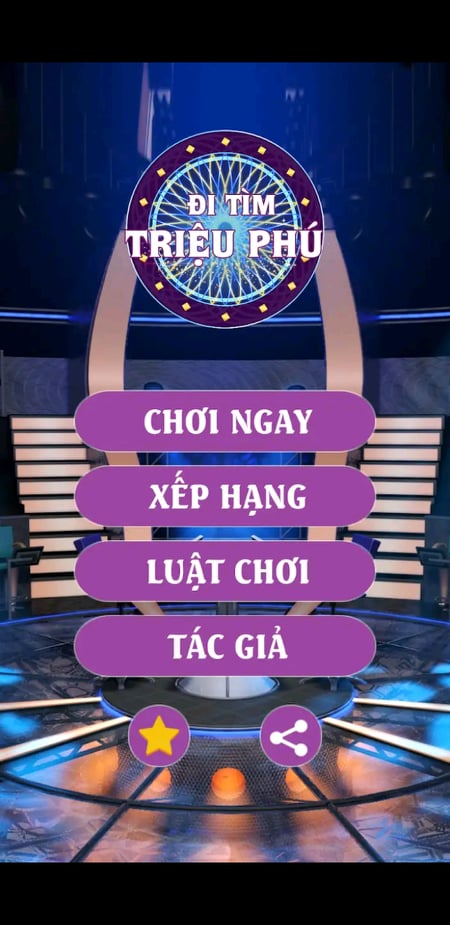 ĐI TÌM
TRIỆU PHÚ
CHƠI NGAY
XẾP HẠNG
LUẬT CHƠI
TÁC GIẢ